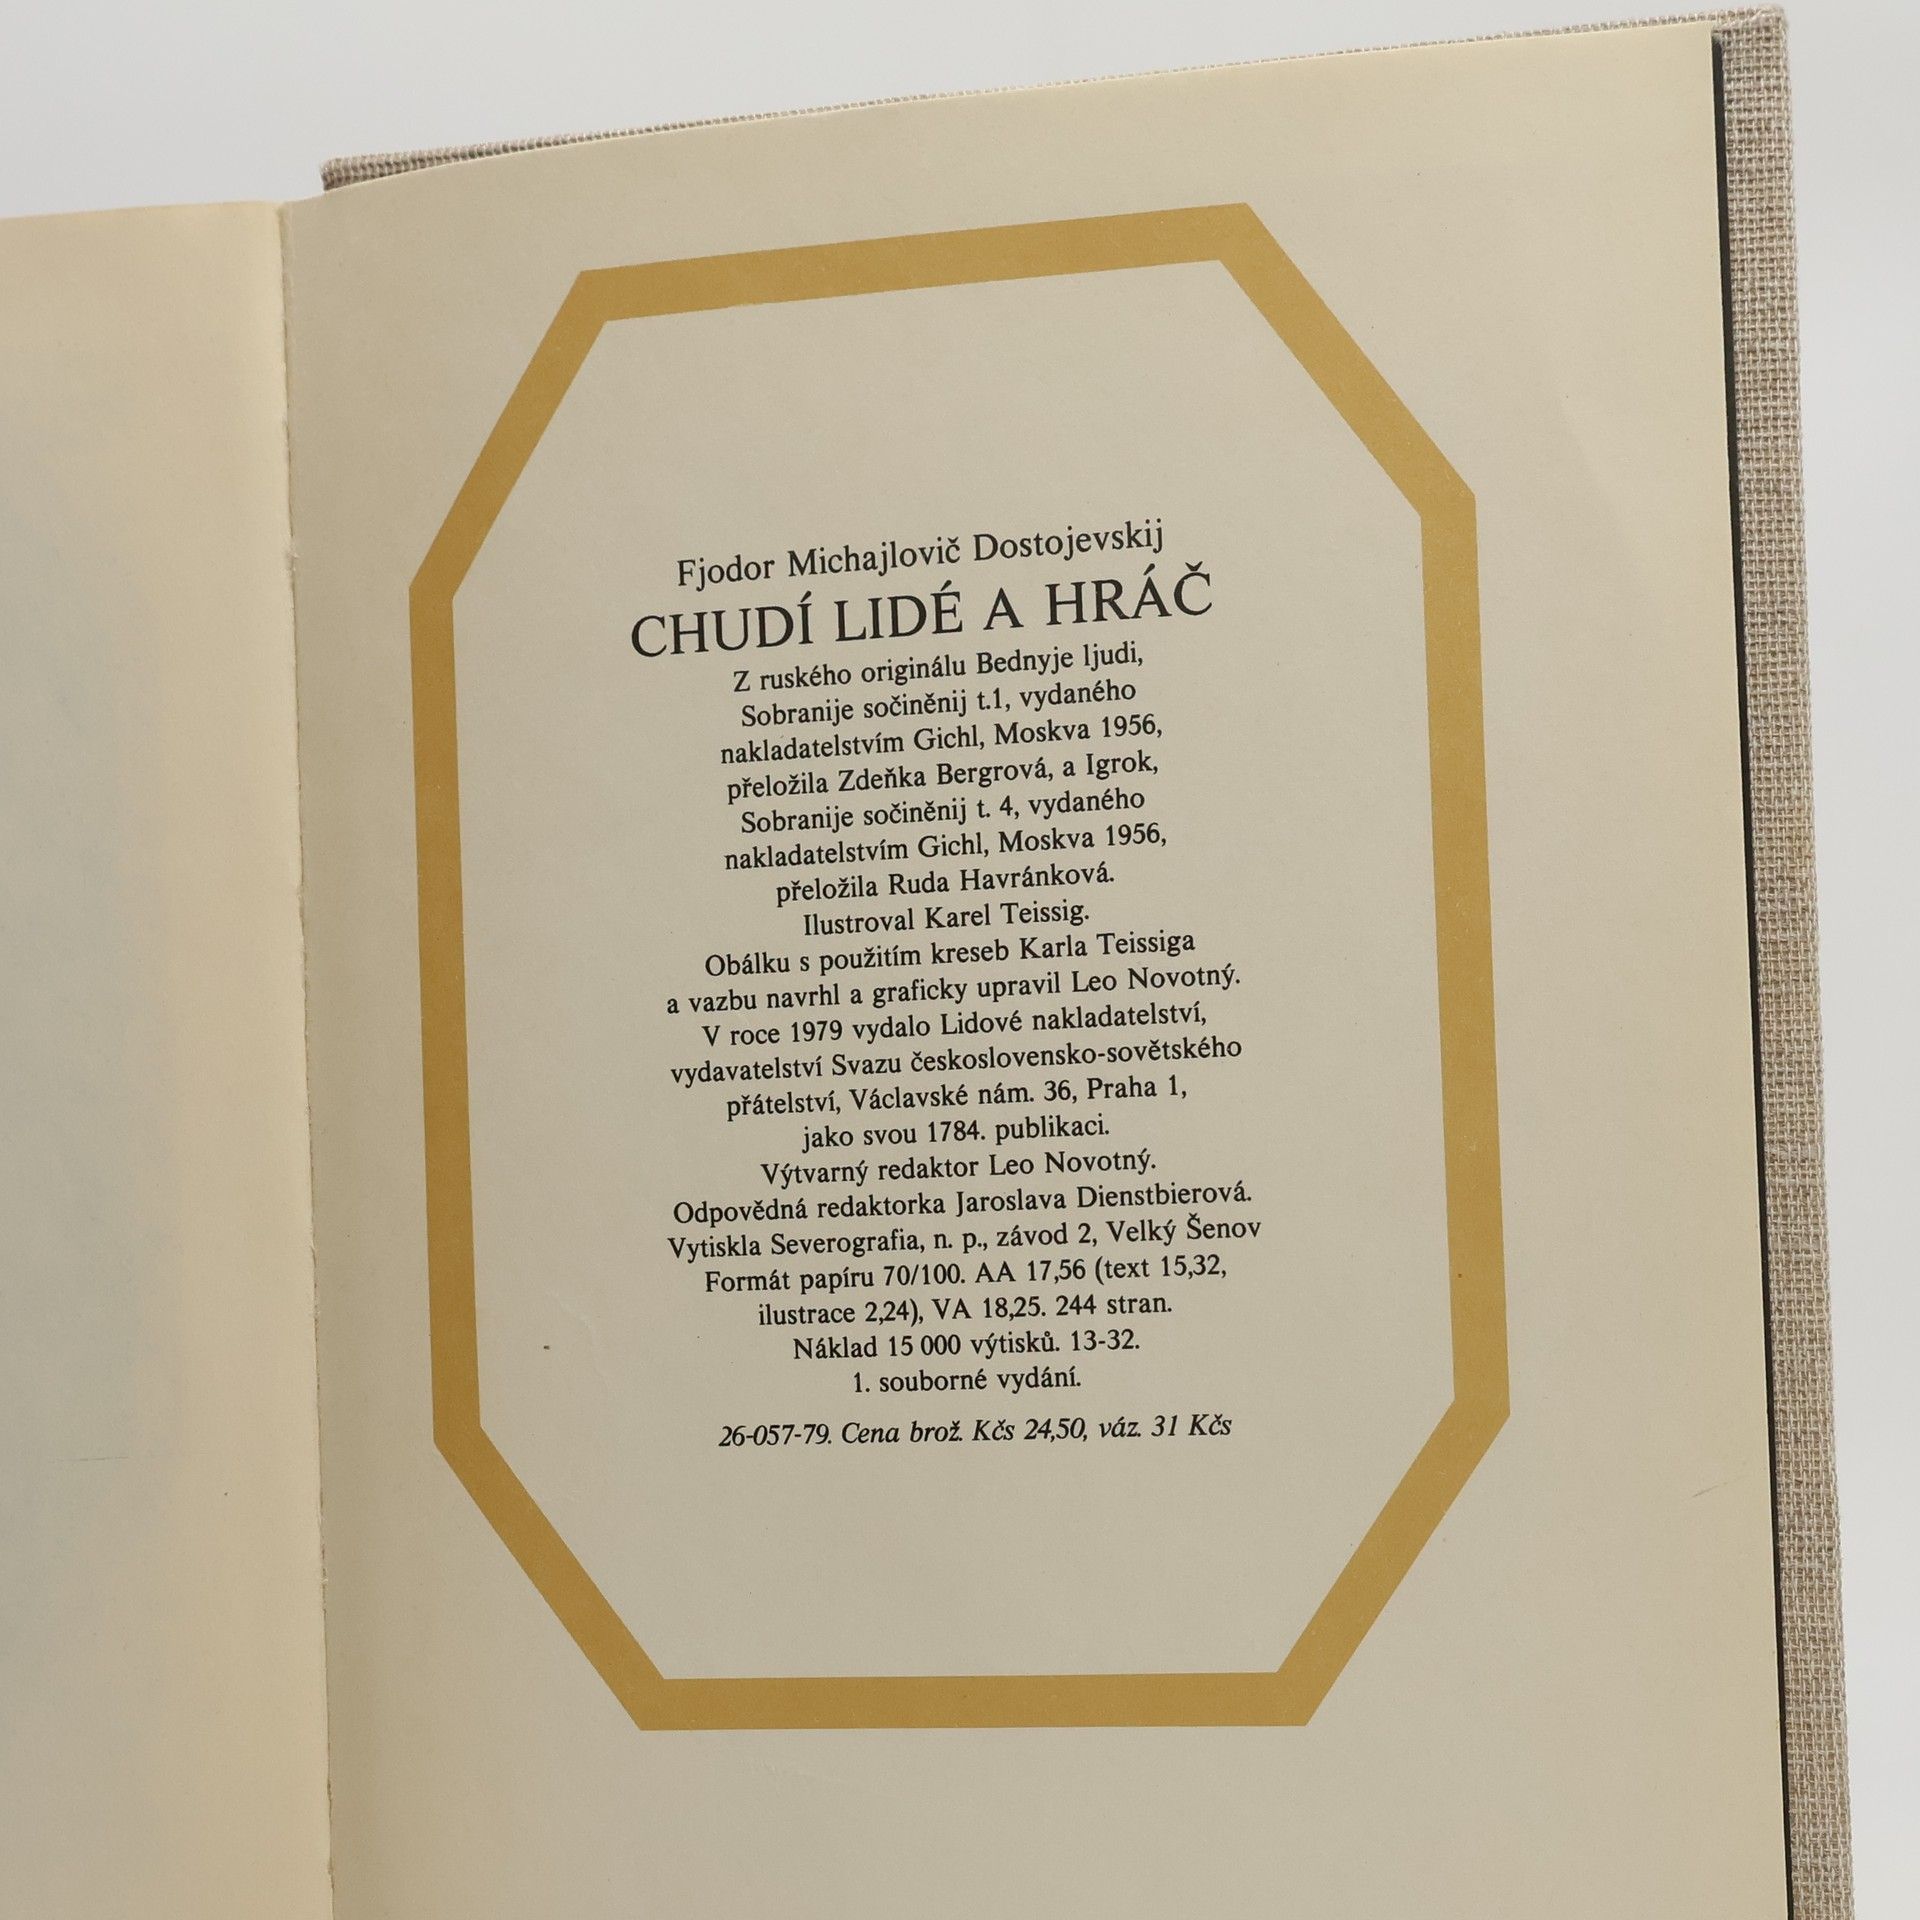 Fjodor Michajlovič Dostojevskij
CHUDÍ LIDÉ A HRÁČ
Z ruského originálu Bednyje ljudi,
Sobranije sočiněnij t.1, vydaného
nakladatelstvím Gichl, Moskva 1956,
přeložila Zdeňka Bergrová, a Igrok,
Sobranije sočiněnij t. 4, vydaného
nakladatelstvím Gichl, Moskva 1956,
přeložila Ruda Havránková.
Ilustroval Karel Teissig.
Obálku s použitím kreseb Karla Teissiga
a vazbu navrhl a graficky upravil Leo Novotný.
V roce 1979 vydalo Lidové nakladatelství,
vydavatelství Svazu československo-sovětského
přátelství, Václavské nám. 36, Praha 1,
jako svou 1784. publikaci.
Výtvarný redaktor Leo Novotný.
Odpovědná redaktorka Jaroslava Dienstbierová.
Vytiskla Severografia, n. p., závod 2, Velký Šenov
Formát papíru 70/100. AA 17,56 (text 15,32,
ilustrace 2,24), VA 18,25. 244 stran.
Náklad 15 000 výtisků. 13-32.
1. souborné vydání.
26-057-79. Cena brož. Kčs 24,50, váz. 31 Kčs